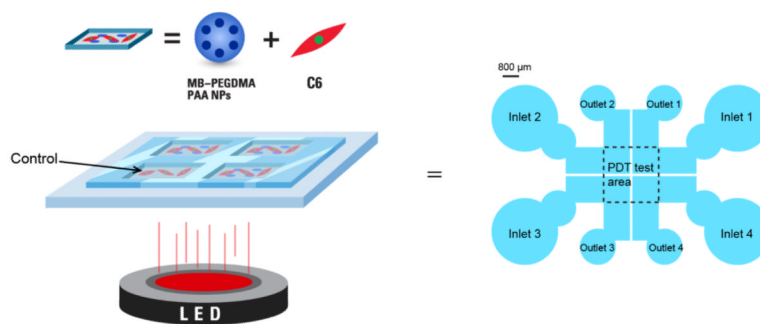 =
+
MB–PEGDMA
PAA NPs
C6
Control
LED
=
800 µm
Inlet 2
Outlet 2
Outlet 1
Inlet 1
PDT test
area
Inlet 3
Outlet 3
Outlet 4
Inlet 4